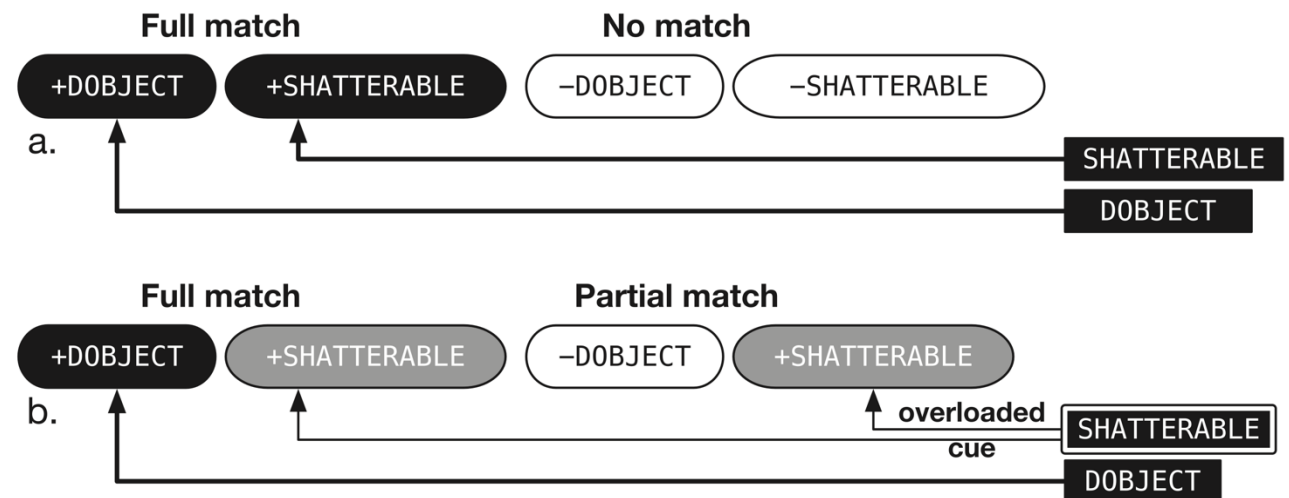 Full match No match
+DOBJECT +SHATTERABLE −DOBJECT −SHATTERABLE
a.
SHATTERABLE
DOBJECT
Full match Partial match
+DOBJECT +SHATTERABLE −DOBJECT +SHATTERABLE
b.
overloaded
cue
SHATTERABLE
DOBJECT